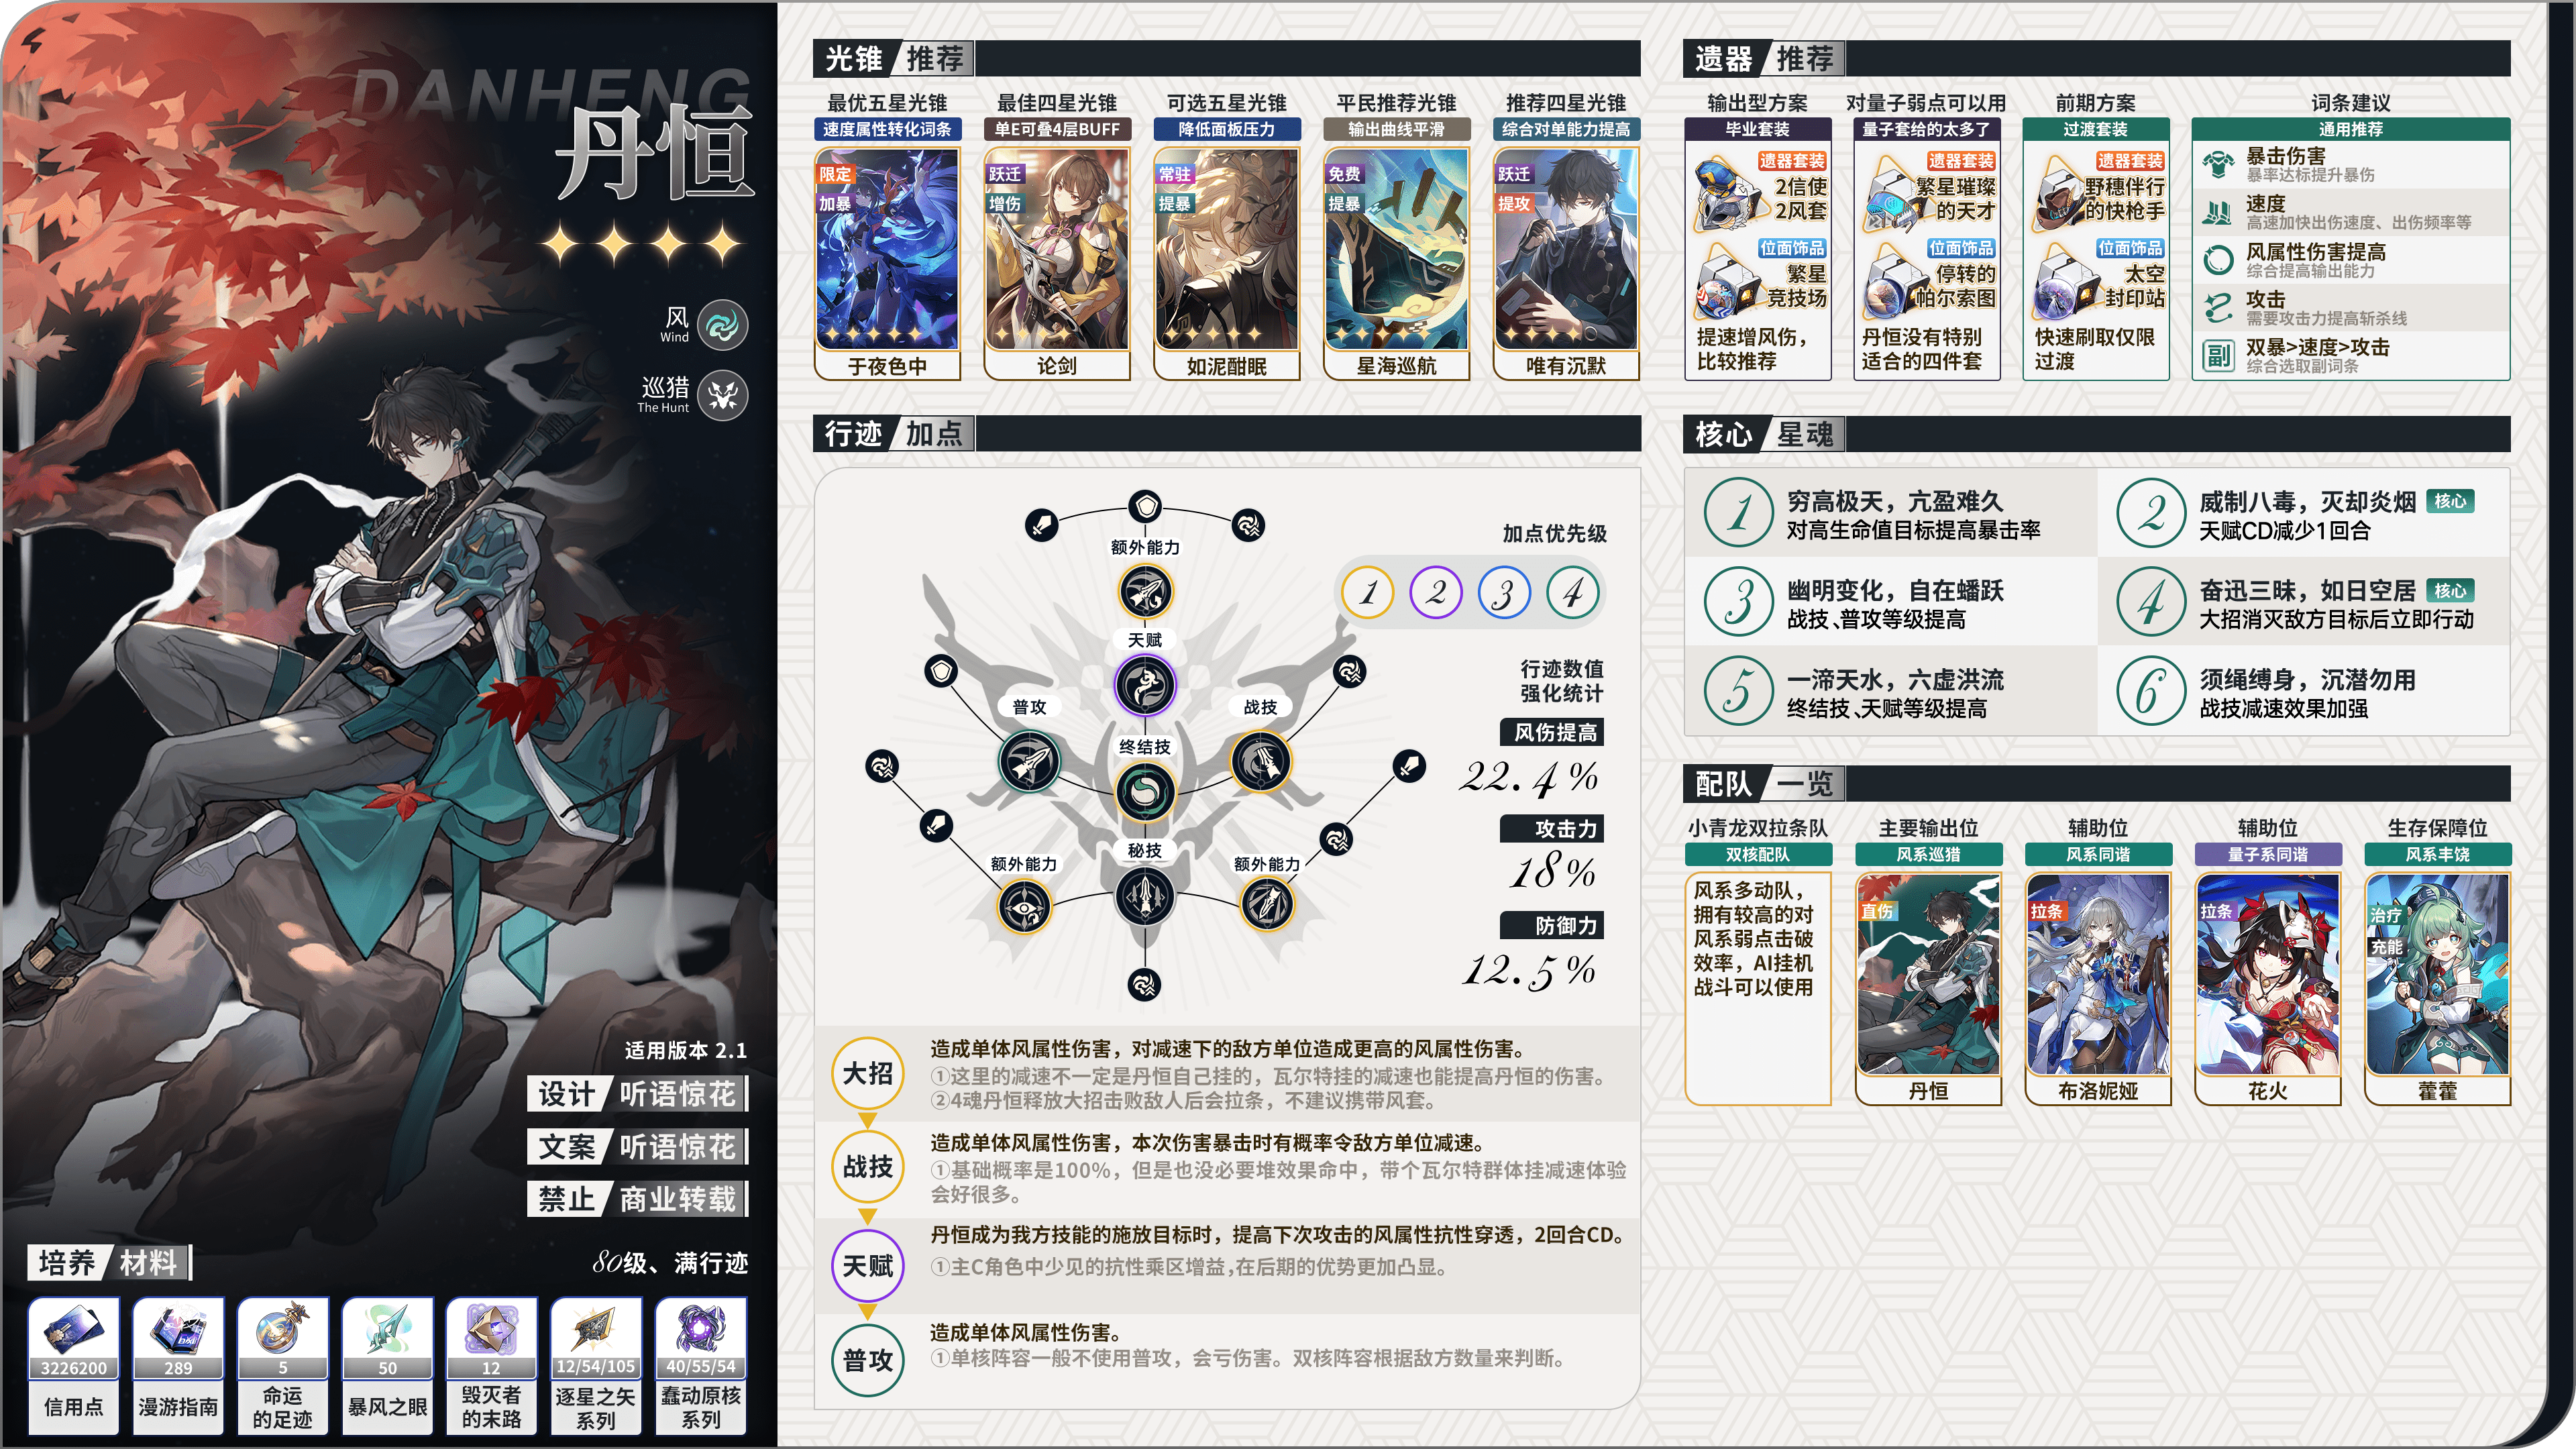 DANHENG
丹恒
风
Wind
巡猎
The Hunt
适用版本 2.1
设计 听语惊花
文案 听语惊花
禁止 商业转载
培养 材料
80级、满行迹
3226200
信用点
289
漫游指南
5
命运
的足迹
50
暴风之眼
12
毁灭者
的末路
12/54/105
逐星之矢
系列
40/55/54
蠢动原核
系列
光锥 推荐
最优五星光锥
速度属性转化词条
限定
加暴
于夜色中
最佳四星光锥
单E可叠4层BUFF
跃迁
增伤
论剑
可选五星光锥
降低面板压力
常驻
提暴
如泥酣眠
平民推荐光锥
输出曲线平滑
免费
提暴
星海巡航
推荐四星光锥
综合对单能力提高
跃迁
提攻
唯有沉默
行迹 加点
额外能力
天赋
普攻
战技
终结技
秘技
额外能力
额外能力
加点优先级
1 2 3 4
行迹数值
强化统计
风伤提高
22.4%
攻击力
18%
防御力
12.5%
大招
造成单体风属性伤害，对减速下的敌方单位造成更高的风属性伤害。
①这里的减速不一定是丹恒自己挂的，瓦尔特挂的减速也能提高丹恒的伤害。
②4魂丹恒释放大招击败敌人后会拉条，不建议携带风套。
战技
造成单体风属性伤害，本次伤害暴击时有概率令敌方单位减速。
①基础概率是100%，但是也没必要堆效果命中，带个瓦尔特群体挂减速体验
会好很多。
天赋
丹恒成为我方技能的施放目标时，提高下次攻击的风属性抗性穿透，2回合CD。
①主C角色中少见的抗性乘区增益,在后期的优势更加凸显。
普攻
造成单体风属性伤害。
①单核阵容一般不使用普攻，会亏伤害。双核阵容根据敌方数量来判断。
遗器 推荐
输出型方案
毕业套装
遗器套装
2信使
2风套
位面饰品
繁星
竞技场
提速增风伤，
比较推荐
对量子弱点可以用
量子套给的太多了
遗器套装
繁星璀璨
的天才
位面饰品
停转的
帕尔索图
丹恒没有特别
适合的四件套
前期方案
过渡套装
遗器套装
野穗伴行
的快枪手
位面饰品
太空
封印站
快速刷取仅限
过渡
词条建议
通用推荐
暴击伤害
暴率达标提升暴伤
速度
高速加快出伤速度、出伤频率等
风属性伤害提高
综合提高输出能力
攻击
需要攻击力提高斩杀线
副
双暴>速度>攻击
综合选取副词条
核心 星魂
1
穷高极天，亢盈难久
对高生命值目标提高暴击率
2
威制八毒，灭却炎烟 核心
天赋CD减少1回合
3
幽明变化，自在蟠跃
战技、普攻等级提高
4
奋迅三昧，如日空居 核心
大招消灭敌方目标后立即行动
5
一渧天水，六虚洪流
终结技、天赋等级提高
6
须绳缚身，沉潜勿用
战技减速效果加强
配队 一览
小青龙双拉条队
双核配队
风系多动队，
拥有较高的对
风系弱点击破
效率，AI挂机
战斗可以使用
主要输出位
风系巡猎
直伤
丹恒
辅助位
风系同谐
拉条
布洛妮娅
辅助位
量子系同谐
拉条
花火
生存保障位
风系丰饶
治疗
充能
藿藿